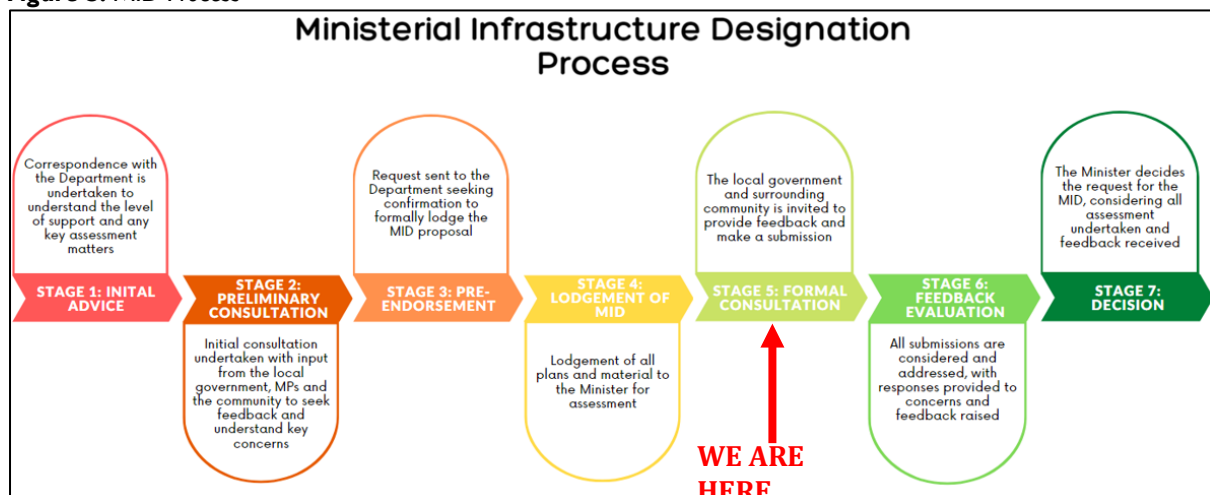 Ministerial Infrastructure Designation
Process
Correspondence with
the Department is
undertaken to
understand the level
of support and any
key assessment
matters
STAGE 1: INITAL
ADVICE
STAGE 2:
PRELIMINARY
CONSULTATION
Initial consultation
undertaken with input
from the local
government, MPs and
the community to seek
feedback and
understand key
concerns
Request sent to the
Department seeking
confirmation to
formally lodge the
MID proposal
STAGE 3: PRE-
ENDORSEMENT
STAGE 4:
LODGEMENT OF
MID
Lodgement of all
plans and material to
the Minister for
assessment
The local government
and surrounding
community is invited to
provide feedback and
make a submission
STAGE 5: FORMAL
CONSULTATION
WE ARE
HERE
STAGE 6:
FEEDBACK
EVALUATION
All submissions are
considered and
addressed, with
responses provided to
concerns and
feedback raised
The Minister decides
the request for the
MID, considering all
assessment
undertaken and
feedback received
STAGE 7:
DECISION